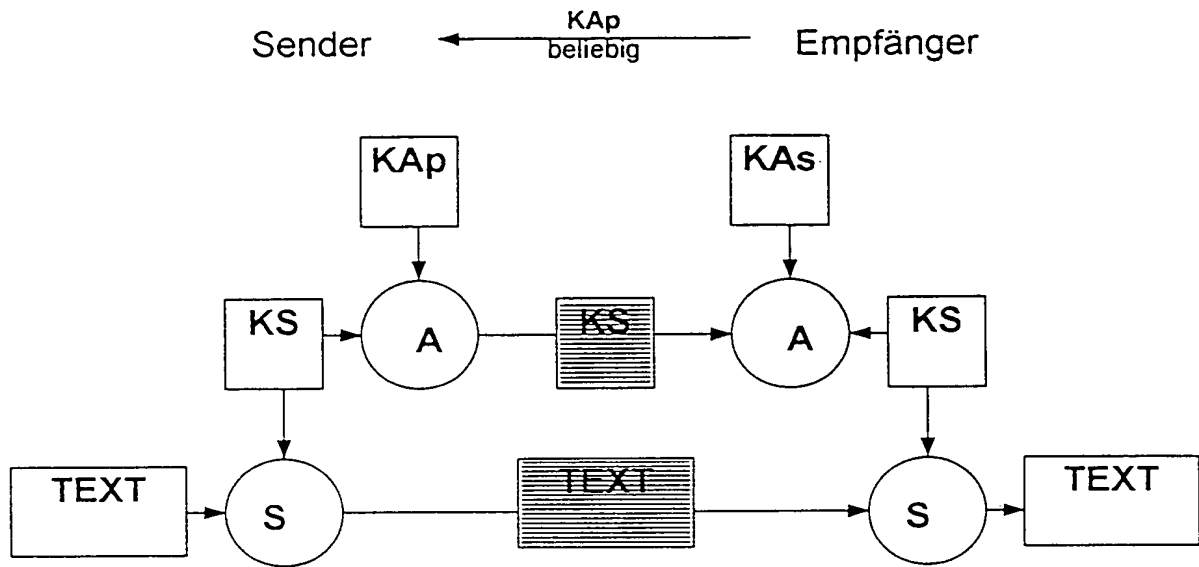 Sender
KAp
beliebig
Empfänger
KAp
KAs
KS
A
KS
A
KS
TEXT
S
TEXT
S
TEXT